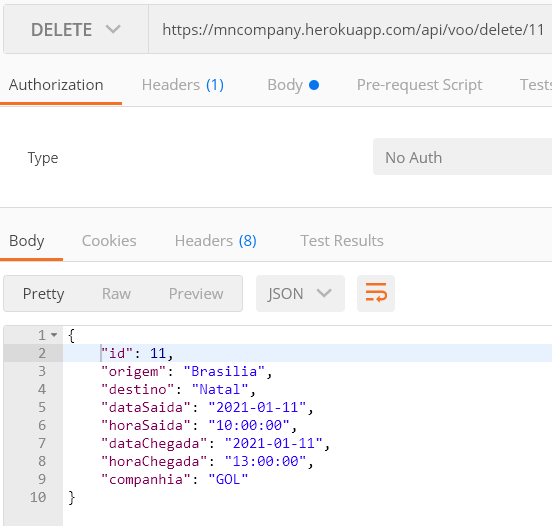 DELETE https://mncompany.herokuapp.com/api/voo/delete/11
Authorization Headers (1) Body Pre-request Script Tests
Type No Auth
Body Cookies Headers (8) Test Results
Pretty Raw Preview JSON
1 {
2 "id": 11,
3 "origem": "Brasilia",
4 "destino": "Natal",
5 "dataSaida": "2021-01-11",
6 "horaSaida": "10:00:00",
7 "dataChegada": "2021-01-11",
8 "horaChegada": "13:00:00",
9 "companhia": "GOL"
10 }